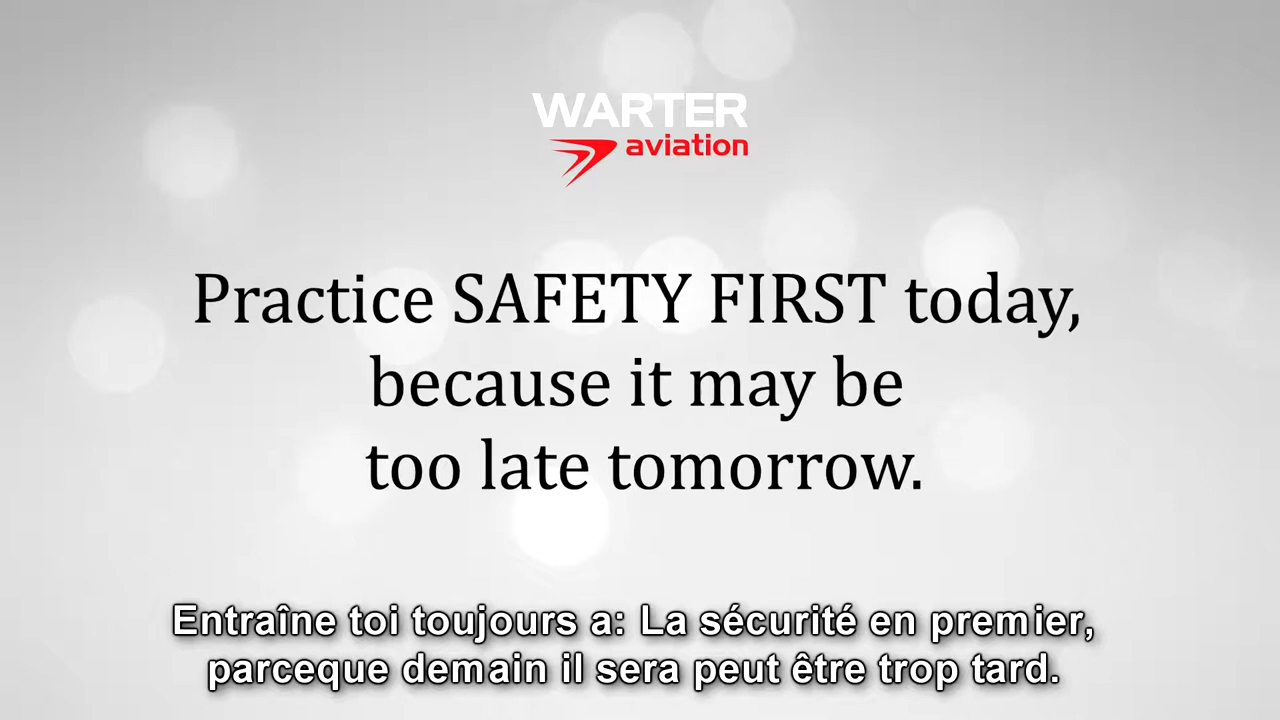 WARTER
aviation
Practice SAFETY FIRST today,
because it may be
too late tomorrow.
Entraîne toi toujours a: La sécurité en premier,
parceque demain il sera peut être trop tard.